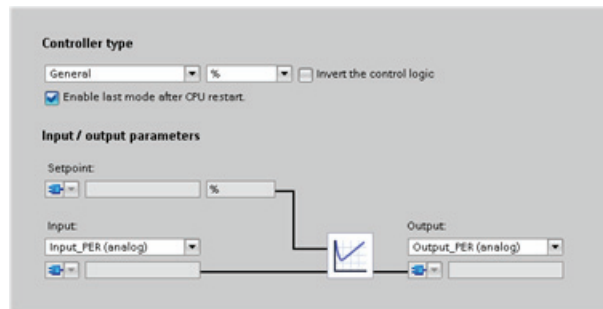 Controller type
General % Invert the control logic
Enable last mode after CPU restart.
Input / output parameters
Setpoint:
%
Input: Output:
Input_PER (analog) Output_PER (analog)